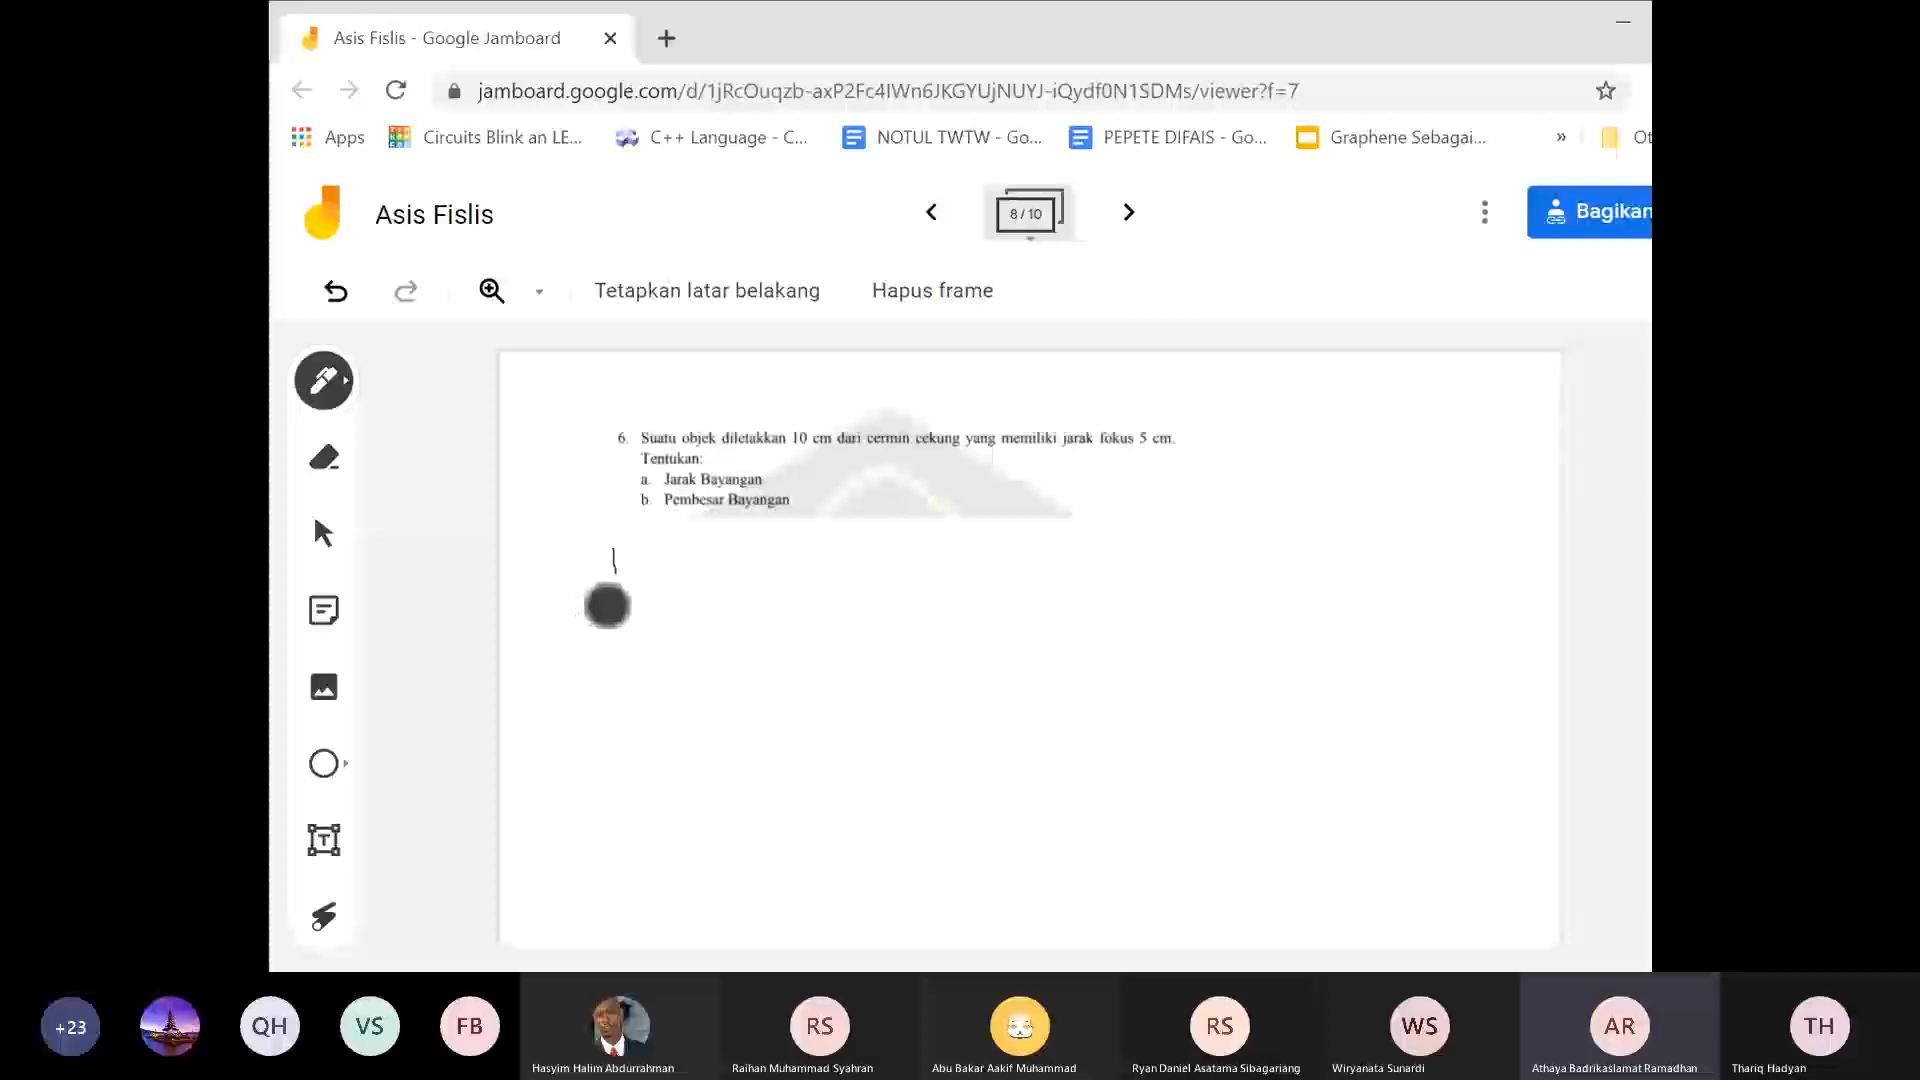 Asis Fislis - Google Jamboard
jamboard.google.com/d/1jRcOuqzb-axP2Fc4IWn6JKGYUjNUYJ-iQydf0N1SDMs/viewer?f=7
Apps
Circuits Blink an LE...
C++ Language - C...
NOTUL TWTW - Go...
PEPETE DIFAIS - Go...
Graphene Sebagai...
»
Ot
Asis Fislis
8 / 10
Bagikan
Tetapkan latar belakang
Hapus frame
6. Suatu objek diletakkan 10 cm dari cermin cekung yang memiliki jarak fokus 5 cm.
Tentukan:
a. Jarak Bayangan
b. Pembesar Bayangan
T
+23
QH
VS
FB
RS
RS
WS
AR
TH
Hasyim Halim Abdurrahman
Raihan Muhammad Syahran
Abu Bakar Aakif Muhammad
Ryan Daniel Asatama Sibagariang
Wiryanata Sunardi
Athaya Badrikaslamat Ramadhan
Thariq Hadyan